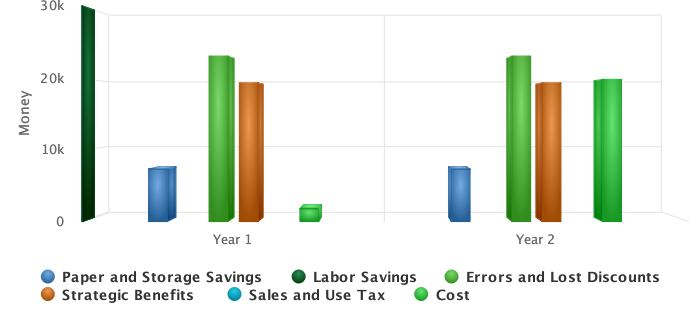 30k
20k
10k
0
Money
Year 1
Year 2
Paper and Storage Savings
Labor Savings
Errors and Lost Discounts
Strategic Benefits
Sales and Use Tax
Cost